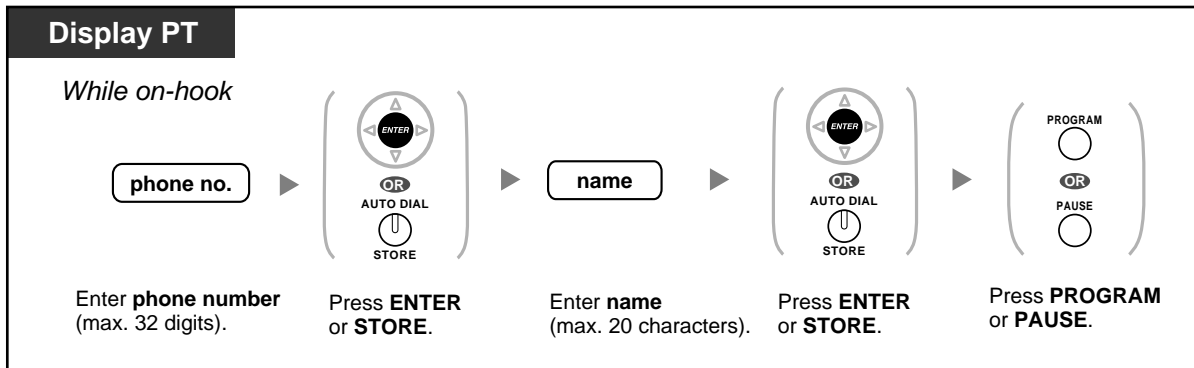 Display PT
While on-hook
phone no.
ENTER
OR
AUTO DIAL
STORE
name
ENTER
OR
AUTO DIAL
STORE
PROGRAM
OR
PAUSE
Enter phone number
(max. 32 digits).
Press ENTER
or STORE.
Enter name
(max. 20 characters).
Press ENTER
or STORE.
Press PROGRAM
or PAUSE.